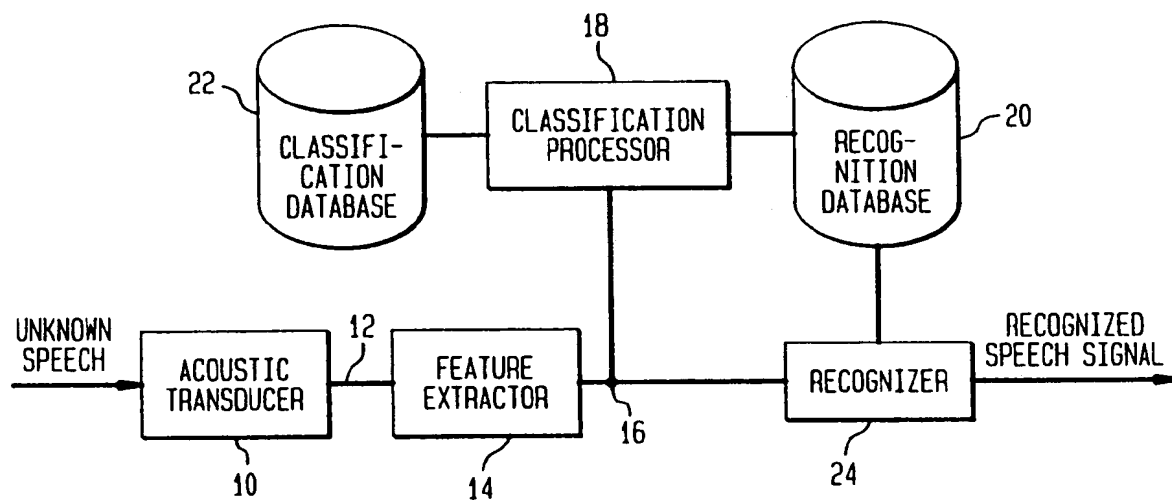 18
22
CLASSIFICATION
PROCESSOR
20
CLASSIFI-
CATION
DATABASE
RECOG-
NITION
DATABASE
UNKNOWN
SPEECH
12
RECOGNIZED
SPEECH SIGNAL
ACOUSTIC
TRANSDUCER
FEATURE
EXTRACTOR
RECOGNIZER
16
10
14
24